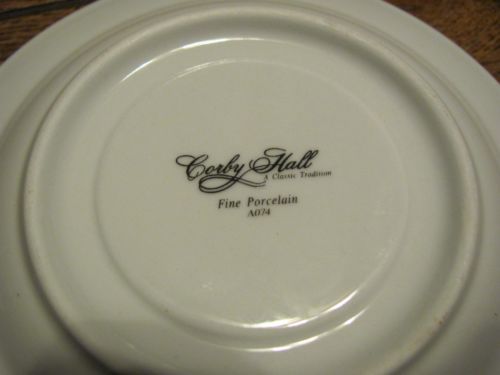 Corby Hall
A Classic Tradition
Fine Porcelain
A074